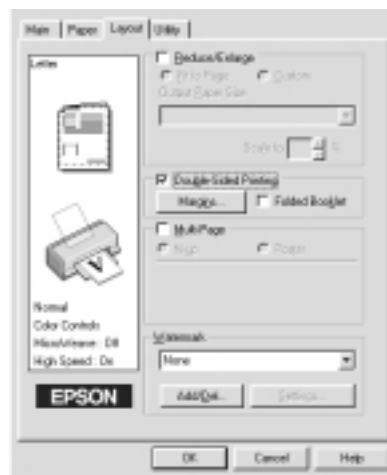 Main Paper Layout Utility
Letter
Reduce/Enlarge
Fit to Page Custom
Output Paper Size
Scale to %
Double-Sided Printing
Margins... Folded Booklet
Multi-Page
N-up Poster
Normal
Color Controls
MicroWeave : Off
High Speed : On
EPSON
Watermark
None
Add/Del... Settings...
OK Cancel Help